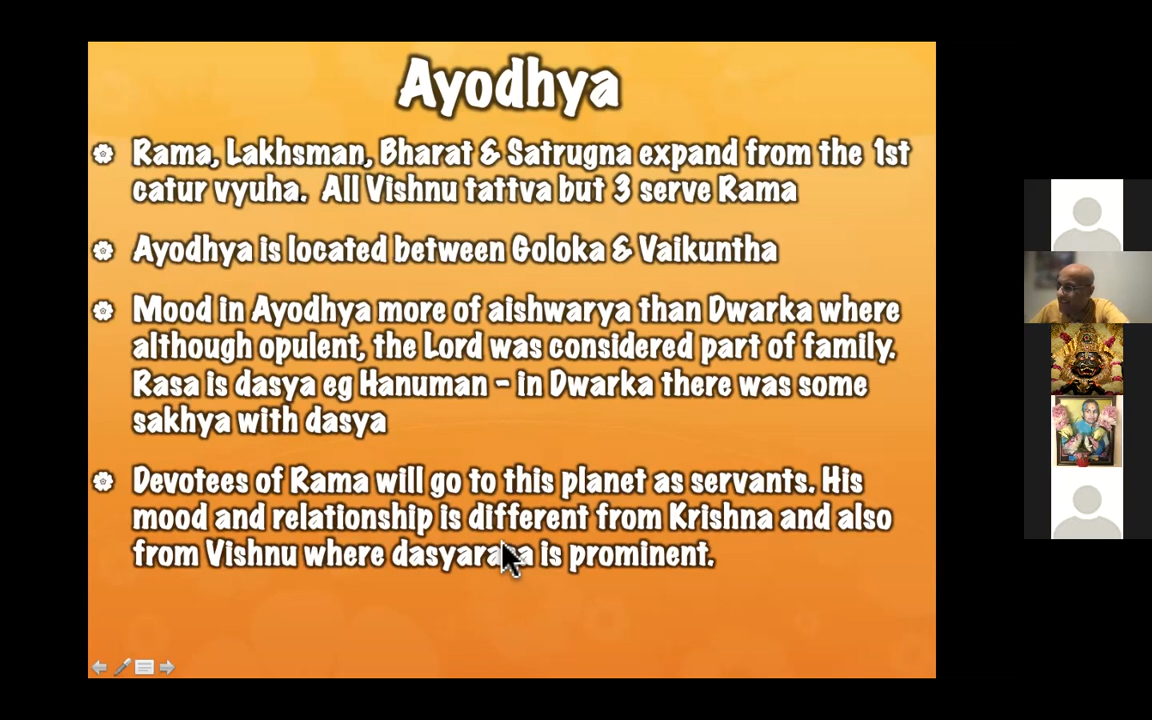 Ayodhya
Rama, Lakhsman, Bharat & Satrugna expand from the 1st
catur vyuha. All Vishnu tattva but 3 serve Rama
Ayodhya is located between Goloka & Vaikuntha
Mood in Ayodhya more of aishwarya than Dwarka where
although opulent, the Lord was considered part of family.
Rasa is dasya eg Hanuman - in Dwarka there was some
sakhya with dasya
Devotees of Rama will go to this planet as servants. His
mood and relationship is different from Krishna and also
from Vishnu where dasyarasa is prominent.